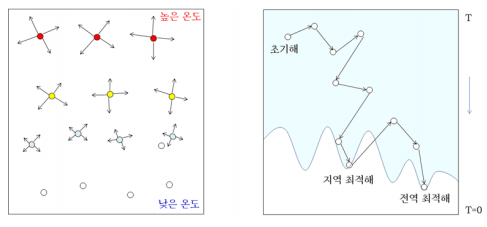 높은 온도
낮은 온도
T
초기해
지역 최적해
전역 최적해
T=0